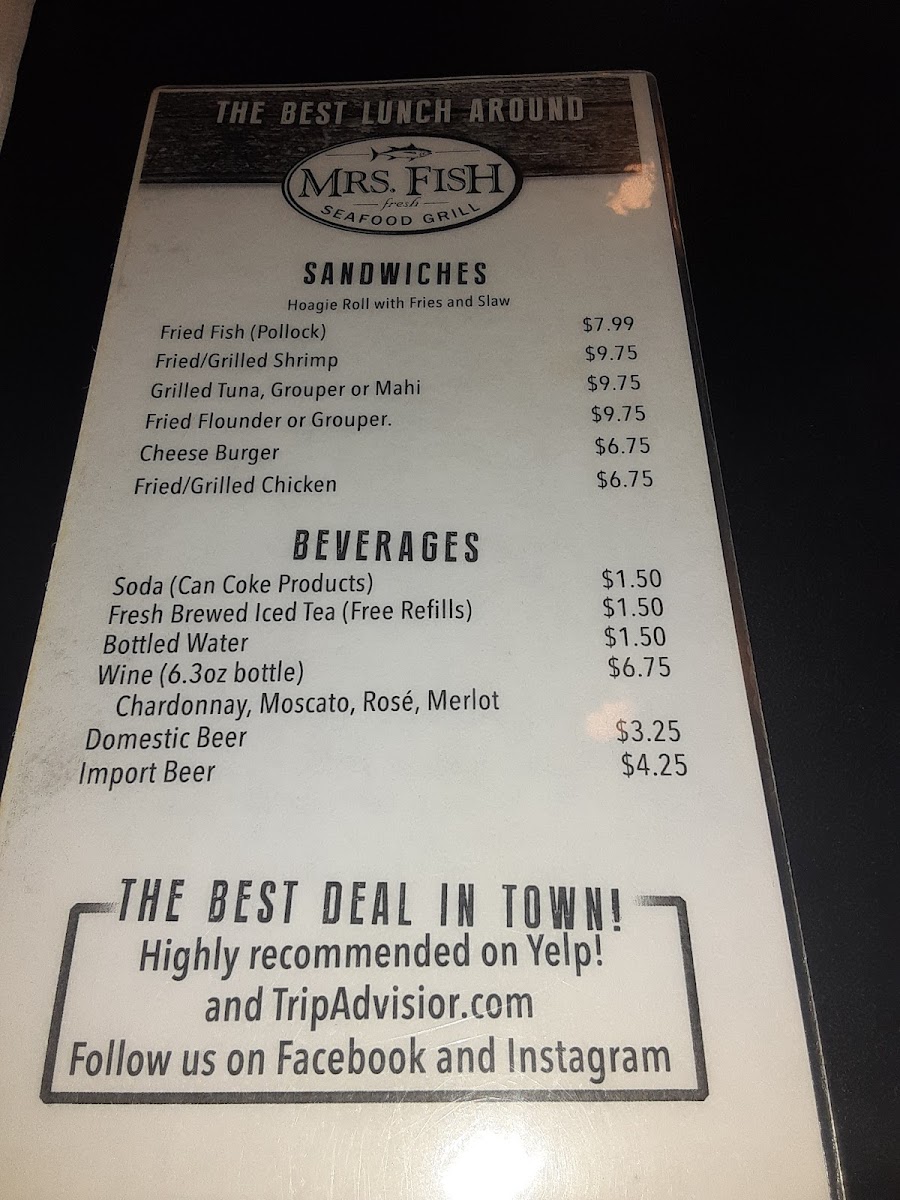 THE BEST LUNCH AROUND
MRS. FISH
fresh
SEAFOOD GRILL
SANDWICHES
Hoagie Roll with Fries and Slaw
Fried Fish (Pollock) $7.99
Fried/Grilled Shrimp $9.75
Grilled Tuna, Grouper or Mahi $9.75
Fried Flounder or Grouper. $9.75
Cheese Burger $6.75
Fried/Grilled Chicken $6.75
BEVERAGES
Soda (Can Coke Products) $1.50
Fresh Brewed Iced Tea (Free Refills) $1.50
Bottled Water $1.50
Wine (6.3oz bottle) $6.75
Chardonnay, Moscato, Rosé, Merlot
Domestic Beer $3.25
Import Beer $4.25
THE BEST DEAL IN TOWN!
Highly recommended on Yelp!
and TripAdvisior.com
Follow us on Facebook and Instagram